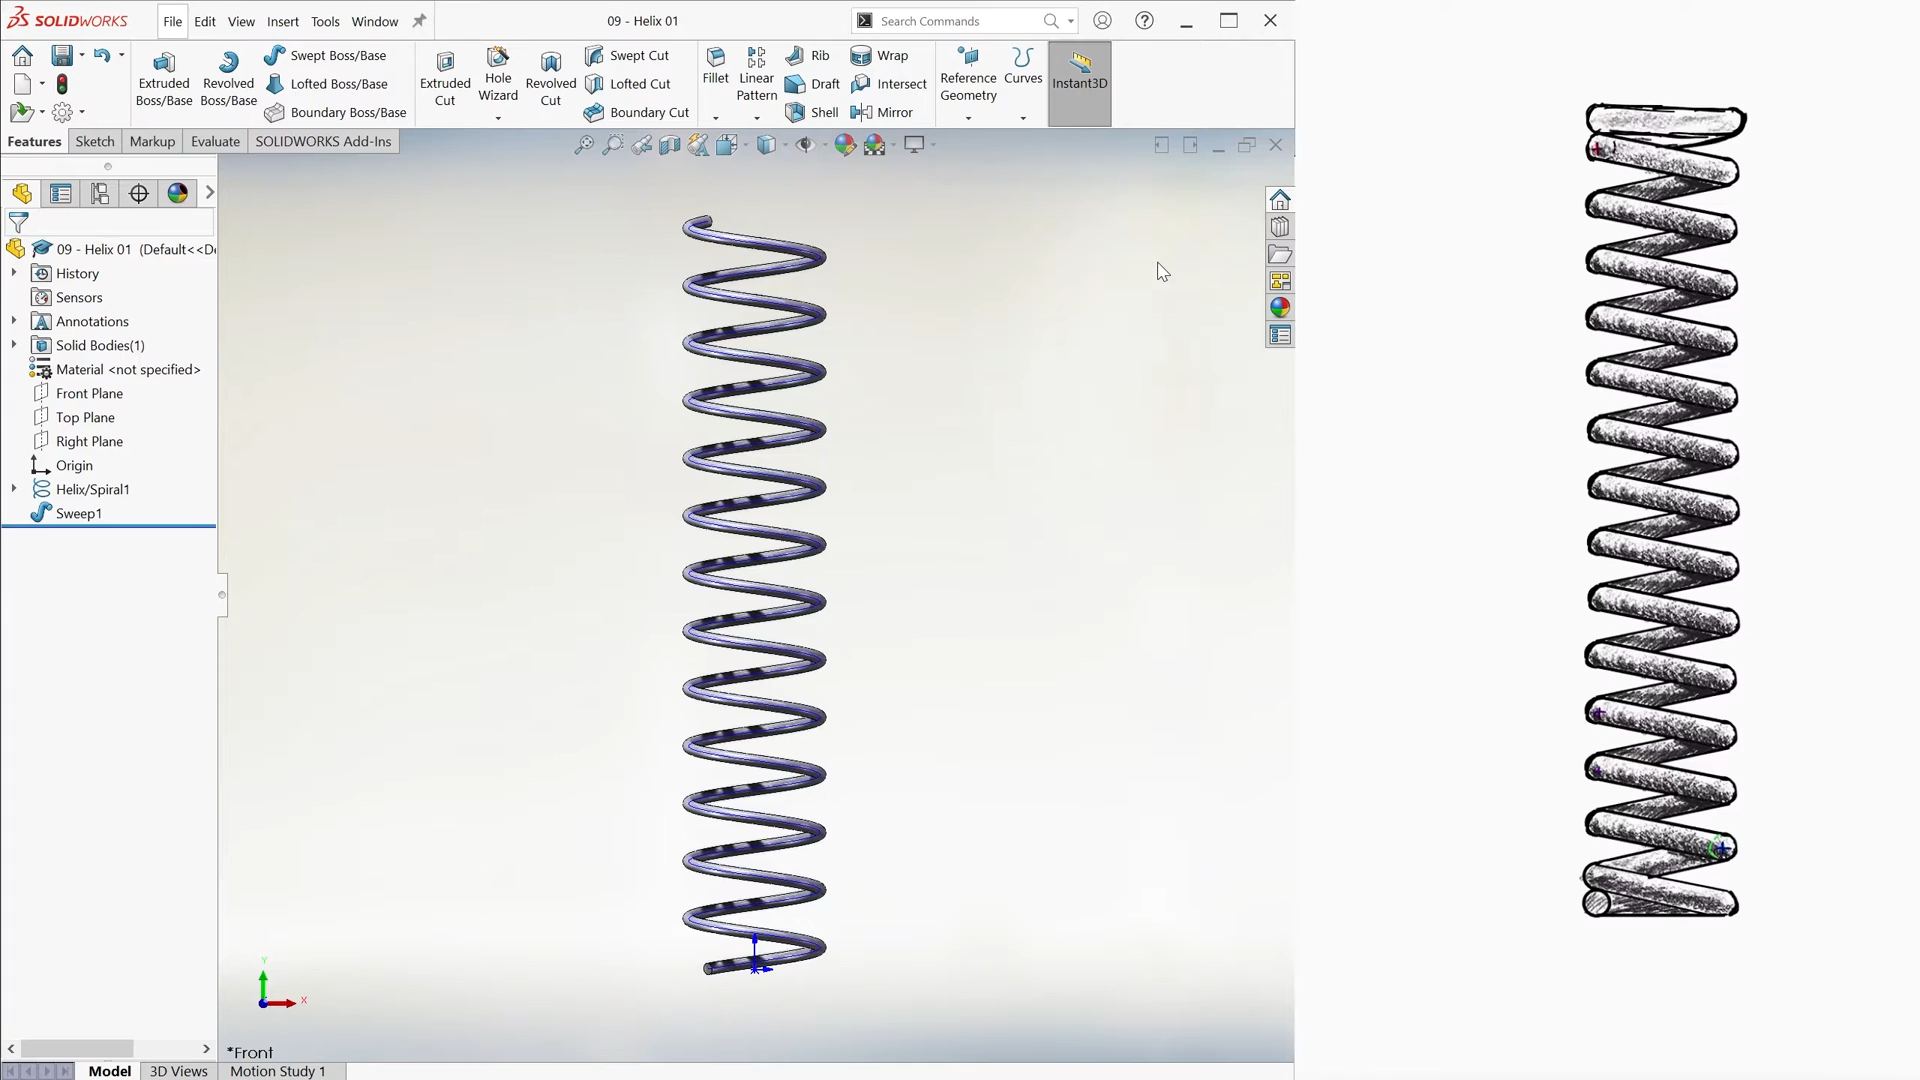 SOLIDWORKS File Edit View Insert Tools Window 09 - Helix 01 Search Commands
Extruded Boss/Base
Revolved Boss/Base
Swept Boss/Base
Lofted Boss/Base
Boundary Boss/Base
Extruded Cut
Hole Wizard
Revolved Cut
Swept Cut
Lofted Cut
Boundary Cut
Fillet
Linear Pattern
Rib
Draft
Shell
Wrap
Intersect
Mirror
Reference Geometry
Curves
Instant3D
Features Sketch Markup Evaluate SOLIDWORKS Add-Ins
09 - Helix 01 (Default<<De
History
Sensors
Annotations
Solid Bodies(1)
Material <not specified>
Front Plane
Top Plane
Right Plane
Origin
Helix/Spiral1
Sweep1
Y
X
*Front
Model 3D Views Motion Study 1